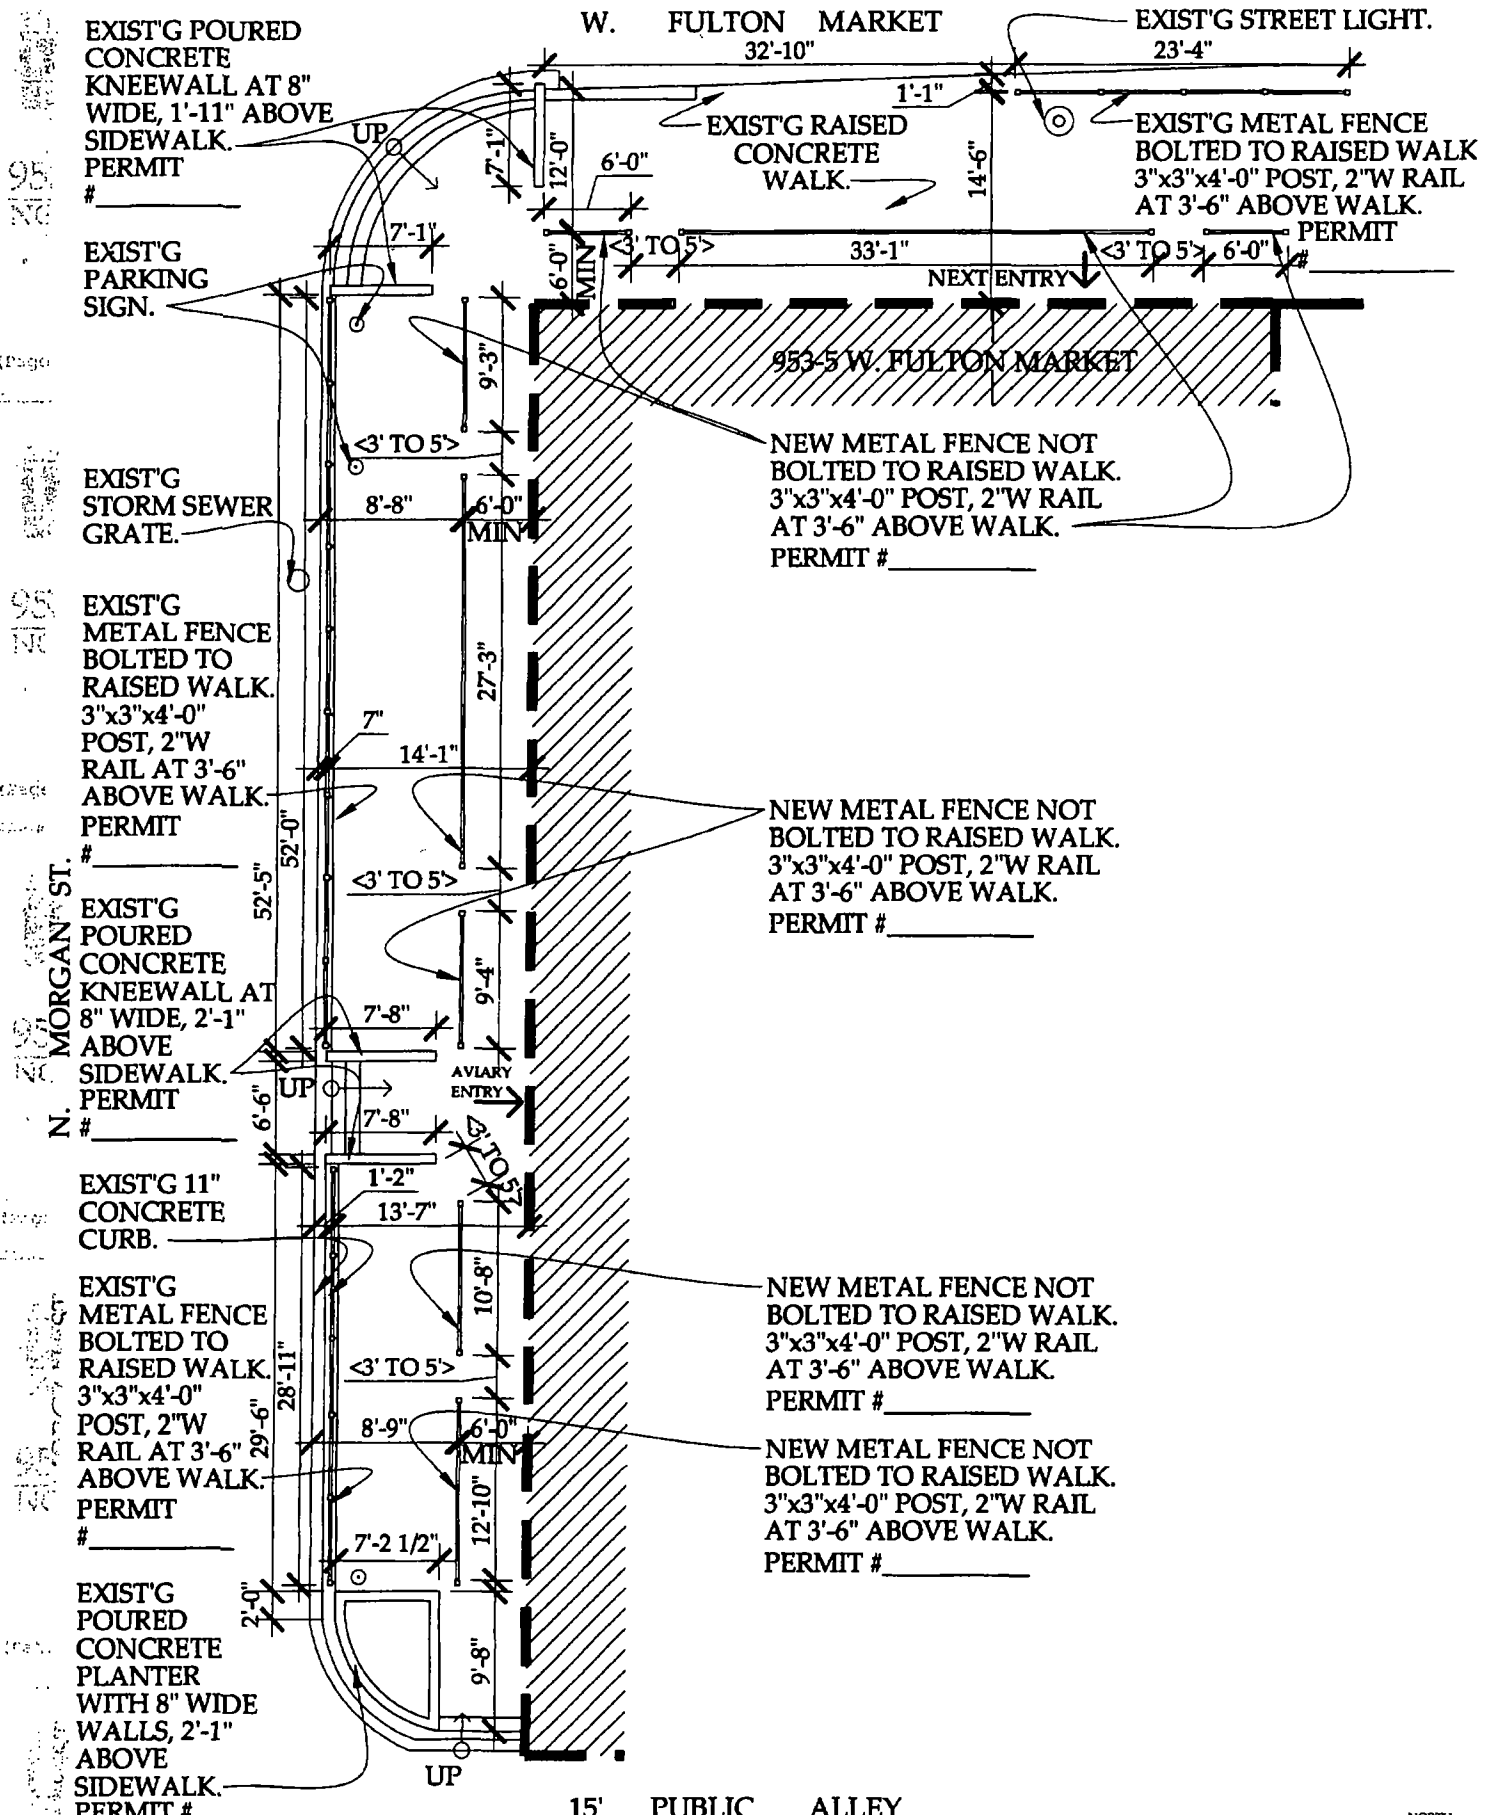 W. FULTON MARKET
32'-10"
23'-4"
EXIST'G STREET LIGHT.
EXIST'G POURED
CONCRETE
KNEEWALL AT 8"
WIDE, 1'-11" ABOVE
SIDEWALK.
PERMIT
#
UP
7'-1"
12'-0"
6'-0"
1'-1"
14'-6"
EXIST'G RAISED
CONCRETE
WALK.
EXIST'G METAL FENCE
BOLTED TO RAISED WALK
3"x3"x4'-0" POST, 2"W RAIL
AT 3'-6" ABOVE WALK.
PERMIT
#
7'-1"
6'-0"
MIN
<3' TO 5'>
33'-1"
<3' TO 5'>
6'-0"
NEXT ENTRY
EXIST'G
PARKING
SIGN.
953-5 W. FULTON MARKET
9'-3"
<3' TO 5'>
NEW METAL FENCE NOT
BOLTED TO RAISED WALK.
3"x3"x4'-0" POST, 2"W RAIL
AT 3'-6" ABOVE WALK.
PERMIT #
EXIST'G
STORM SEWER
GRATE.
8'-8"
6'-0"
MIN
EXIST'G
METAL FENCE
BOLTED TO
RAISED WALK.
3"x3"x4'-0"
POST, 2"W
RAIL AT 3'-6"
ABOVE WALK.
PERMIT
#
27'-3"
7"
14'-1"
52'-0"
52'-5"
<3' TO 5'>
NEW METAL FENCE NOT
BOLTED TO RAISED WALK.
3"x3"x4'-0" POST, 2"W RAIL
AT 3'-6" ABOVE WALK.
PERMIT #
N. MORGAN ST.
EXIST'G
POURED
CONCRETE
KNEEWALL AT
8" WIDE, 2'-1"
ABOVE
SIDEWALK.
PERMIT
#
9'-4"
7'-8"
UP
AVIARY
ENTRY
6'-6"
7'-8"
<3' TO 5'>
EXIST'G 11"
CONCRETE
CURB.
1'-2"
13'-7"
10'-8"
EXIST'G
METAL FENCE
BOLTED TO
RAISED WALK.
3"x3"x4'-0"
POST, 2"W
RAIL AT 3'-6"
ABOVE WALK.
PERMIT
#
28'-11"
29'-6"
<3' TO 5'>
NEW METAL FENCE NOT
BOLTED TO RAISED WALK.
3"x3"x4'-0" POST, 2"W RAIL
AT 3'-6" ABOVE WALK.
PERMIT #
8'-9"
6'-0"
MIN
12'-10"
NEW METAL FENCE NOT
BOLTED TO RAISED WALK.
3"x3"x4'-0" POST, 2"W RAIL
AT 3'-6" ABOVE WALK.
PERMIT #
7'-2 1/2"
2'-0"
EXIST'G
POURED
CONCRETE
PLANTER
WITH 8" WIDE
WALLS, 2'-1"
ABOVE
SIDEWALK.
PERMIT #
9'-8"
UP
15' PUBLIC ALLEY
NORTH